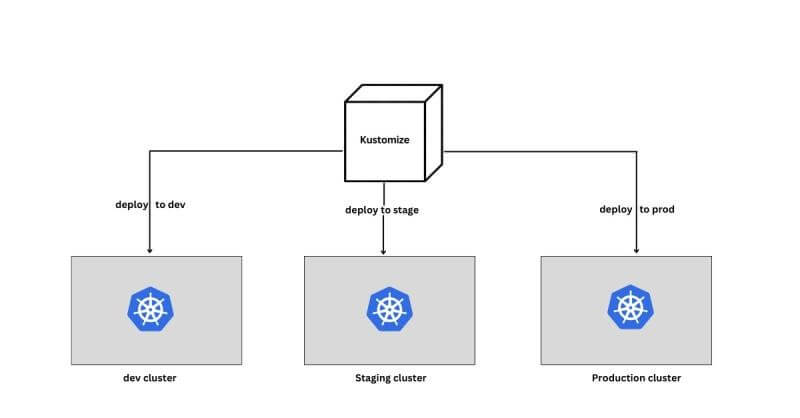 Kustomize
deploy to dev
deploy to stage
deploy to prod
dev cluster
Staging cluster
Production cluster